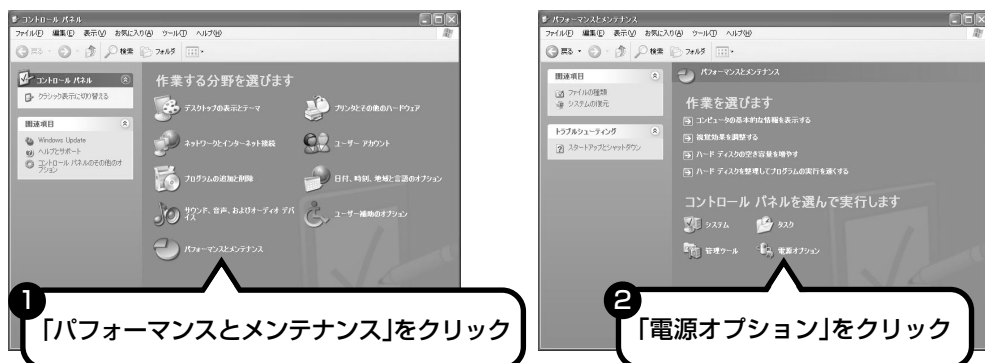 コントロール パネル
ファイル(F) 編集(E) 表示(V) お気に入り(A) ツール(T) ヘルプ(H)
戻る 検索 フォルダ
コントロール パネル
クラシック表示に切り替える
関連項目
Windows Update
ヘルプとサポート
コントロール パネルのその他のオプション
作業する分野を選びます
デスクトップの表示とテーマ
プリンタとその他のハードウェア
ネットワークとインターネット接続
ユーザー アカウント
プログラムの追加と削除
日付、時刻、地域と言語のオプション
サウンド、音声、およびオーディオ デバ
イス
ユーザー補助のオプション
パフォーマンスとメンテナンス
1
「パフォーマンスとメンテナンス」をクリック
パフォーマンスとメンテナンス
ファイル(F) 編集(E) 表示(V) お気に入り(A) ツール(T) ヘルプ(H)
戻る 検索 フォルダ
関連項目
ファイルの種類
システムの復元
トラブルシューティング
スタートアップとシャットダウン
パフォーマンスとメンテナンス
作業を選びます
コンピュータの基本的な情報を表示する
視覚効果を調整する
ハード ディスクの空き容量を増やす
ハード ディスクを整理してプログラムの実行を速くする
コントロール パネルを選んで実行します
システム
タスク
管理ツール
電源オプション
2
「電源オプション」をクリック